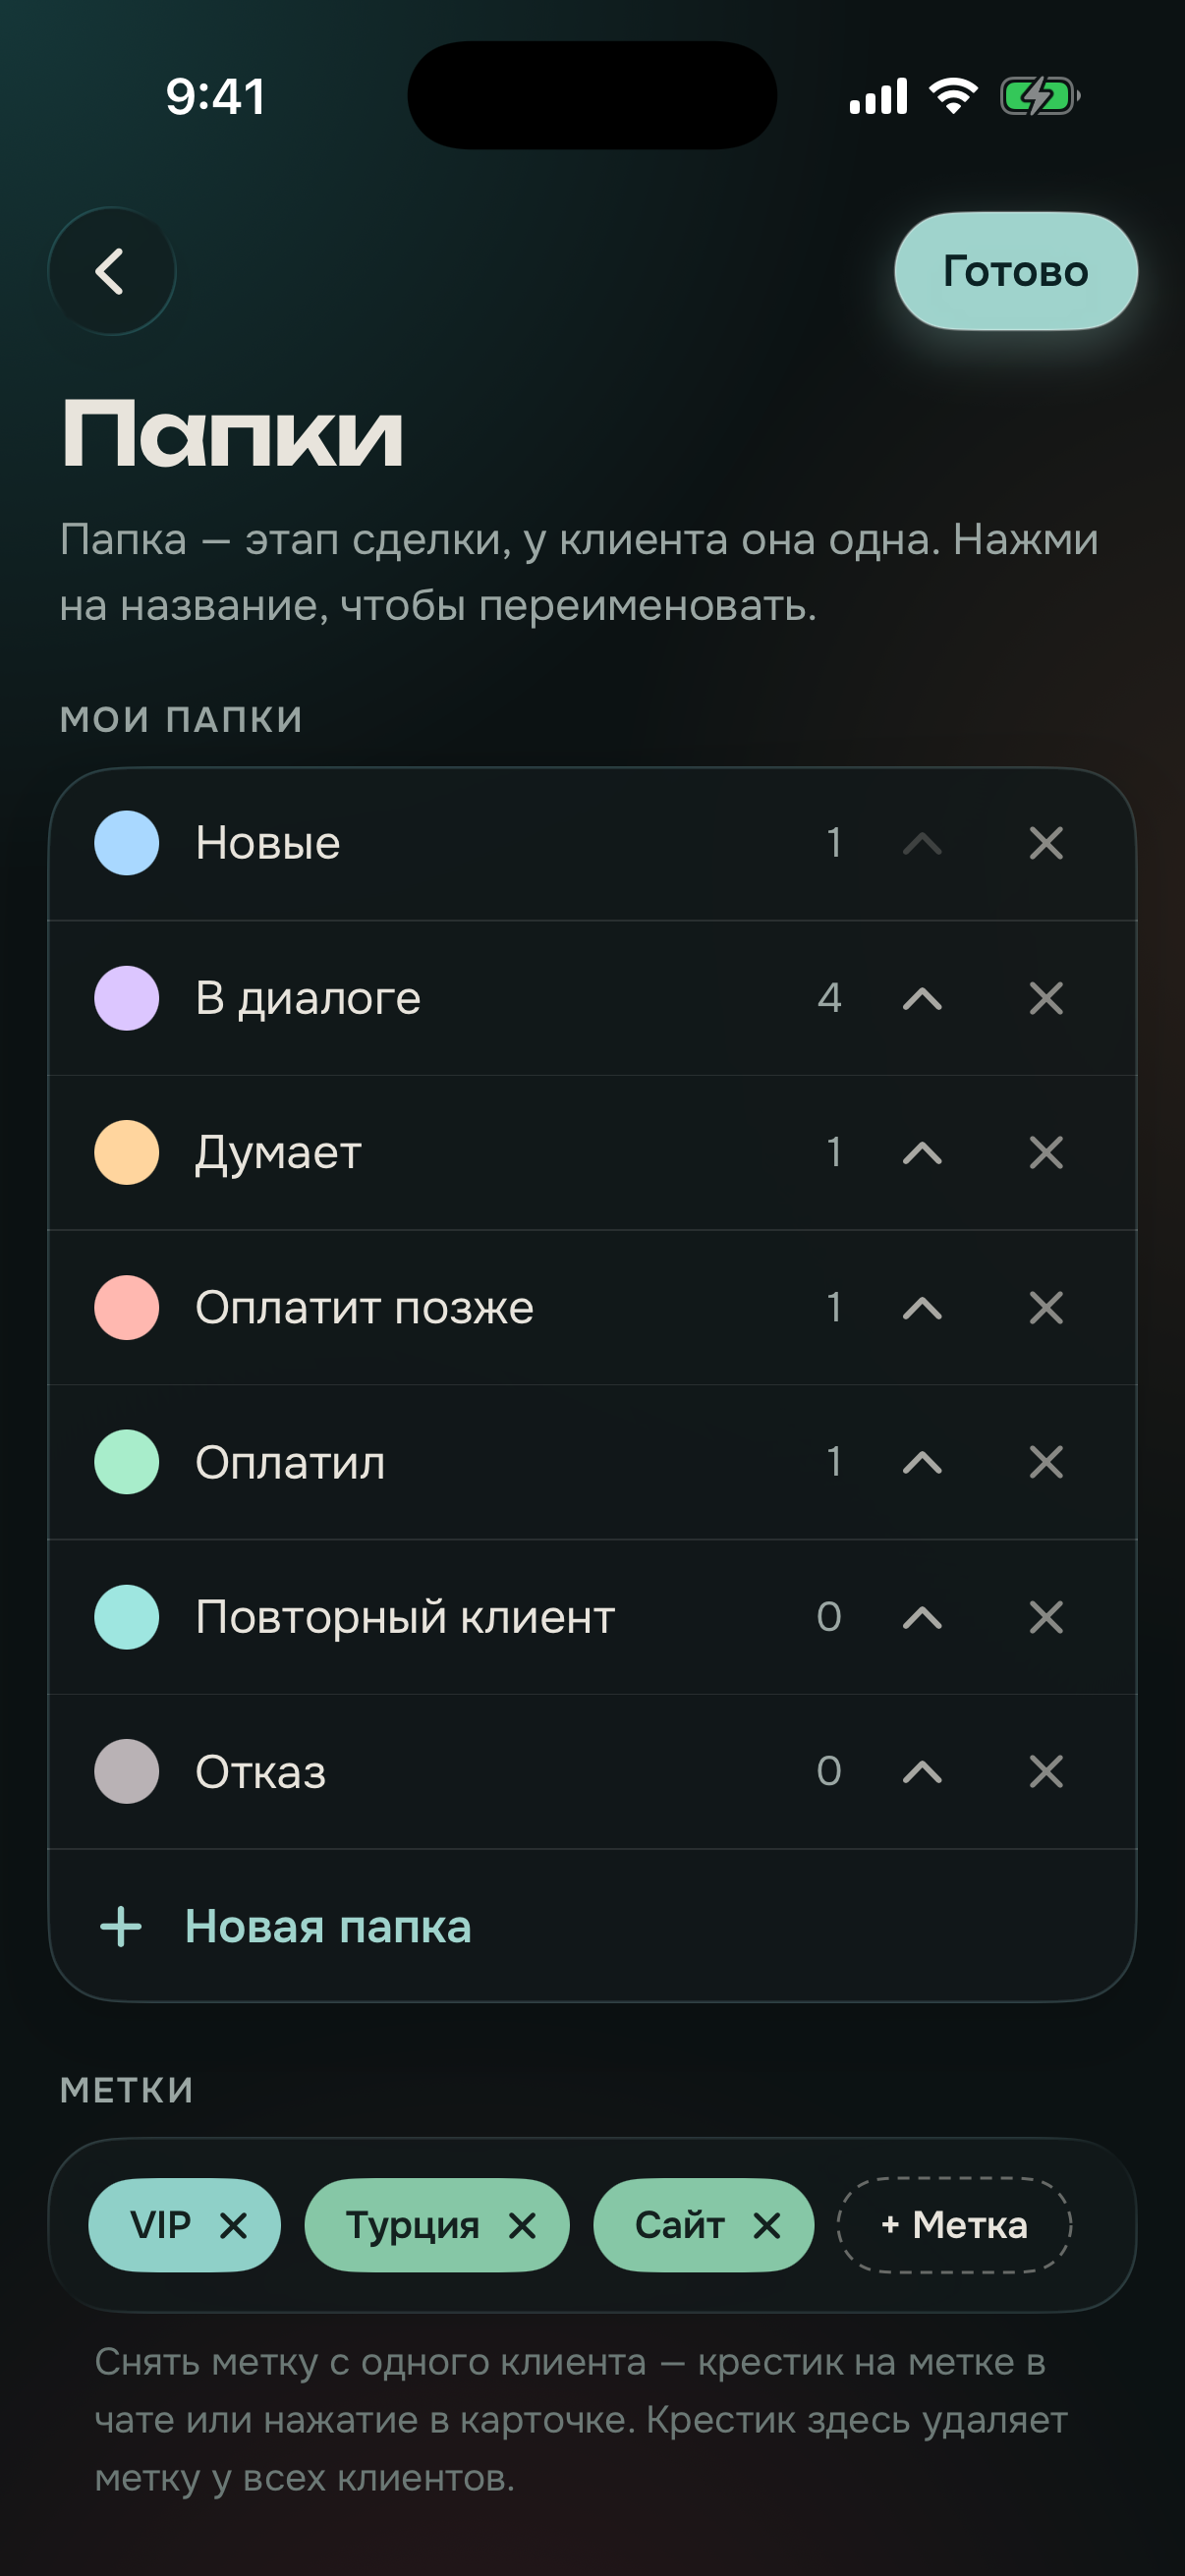 9:41
Готово
Папки
Папка — этап сделки, у клиента она одна. Нажми
на название, чтобы переименовать.
МОИ ПАПКИ
Новые 1
В диалоге 4
Думает 1
Оплатит позже 1
Оплатил 1
Повторный клиент 0
Отказ 0
+ Новая папка
МЕТКИ
VIP × Турция × Сайт × + Метка
Снять метку с одного клиента — крестик на метке в
чате или нажатие в карточке. Крестик здесь удаляет
метку у всех клиентов.